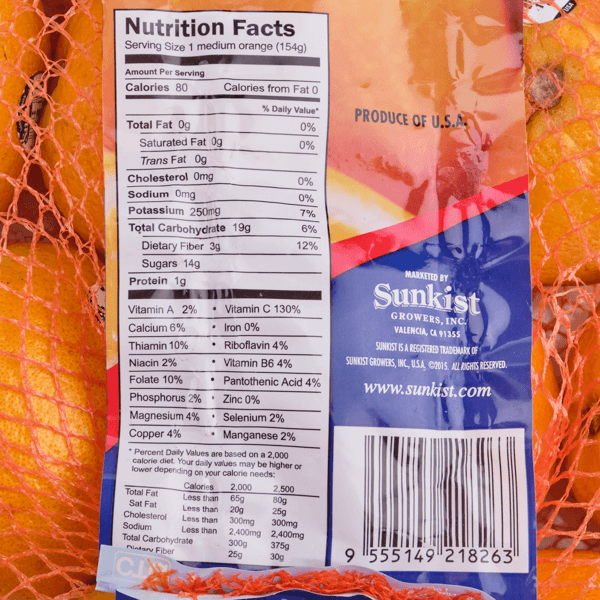 Nutrition Facts
Serving Size 1 medium orange (154g)
Amount Per Serving
Calories 80 Calories from Fat 0
% Daily Value*
Total Fat 0g 0%
Saturated Fat 0g 0%
Trans Fat 0g
Cholesterol 0mg 0%
Sodium 0mg 0%
Potassium 250mg 7%
Total Carbohydrate 19g 6%
Dietary Fiber 3g 12%
Sugars 14g
Protein 1g
Vitamin A 2% • Vitamin C 130%
Calcium 6% • Iron 0%
Thiamin 10% • Riboflavin 4%
Niacin 2% • Vitamin B6 4%
Folate 10% • Pantothenic Acid 4%
Phosphorus 2% • Zinc 0%
Magnesium 4% • Selenium 2%
Copper 4% • Manganese 2%
* Percent Daily Values are based on a 2,000
calorie diet. Your daily values may be higher or
lower depending on your calorie needs:
Calories 2,000 2,500
Total Fat Less than 65g 80g
Sat Fat Less than 20g 25g
Cholesterol Less than 300mg 300mg
Sodium Less than 2,400mg 2,400mg
Total Carbohydrate 300g 375g
Dietary Fiber 25g 30g
PRODUCE OF U.S.A.
MARKETED BY
Sunkist
GROWERS, INC.
VALENCIA, CA 91355
SUNKIST IS A REGISTERED TRADEMARK OF
SUNKIST GROWERS, INC., U.S.A. ©2015. ALL RIGHTS RESERVED.
www.sunkist.com
9 555149 218263
USA